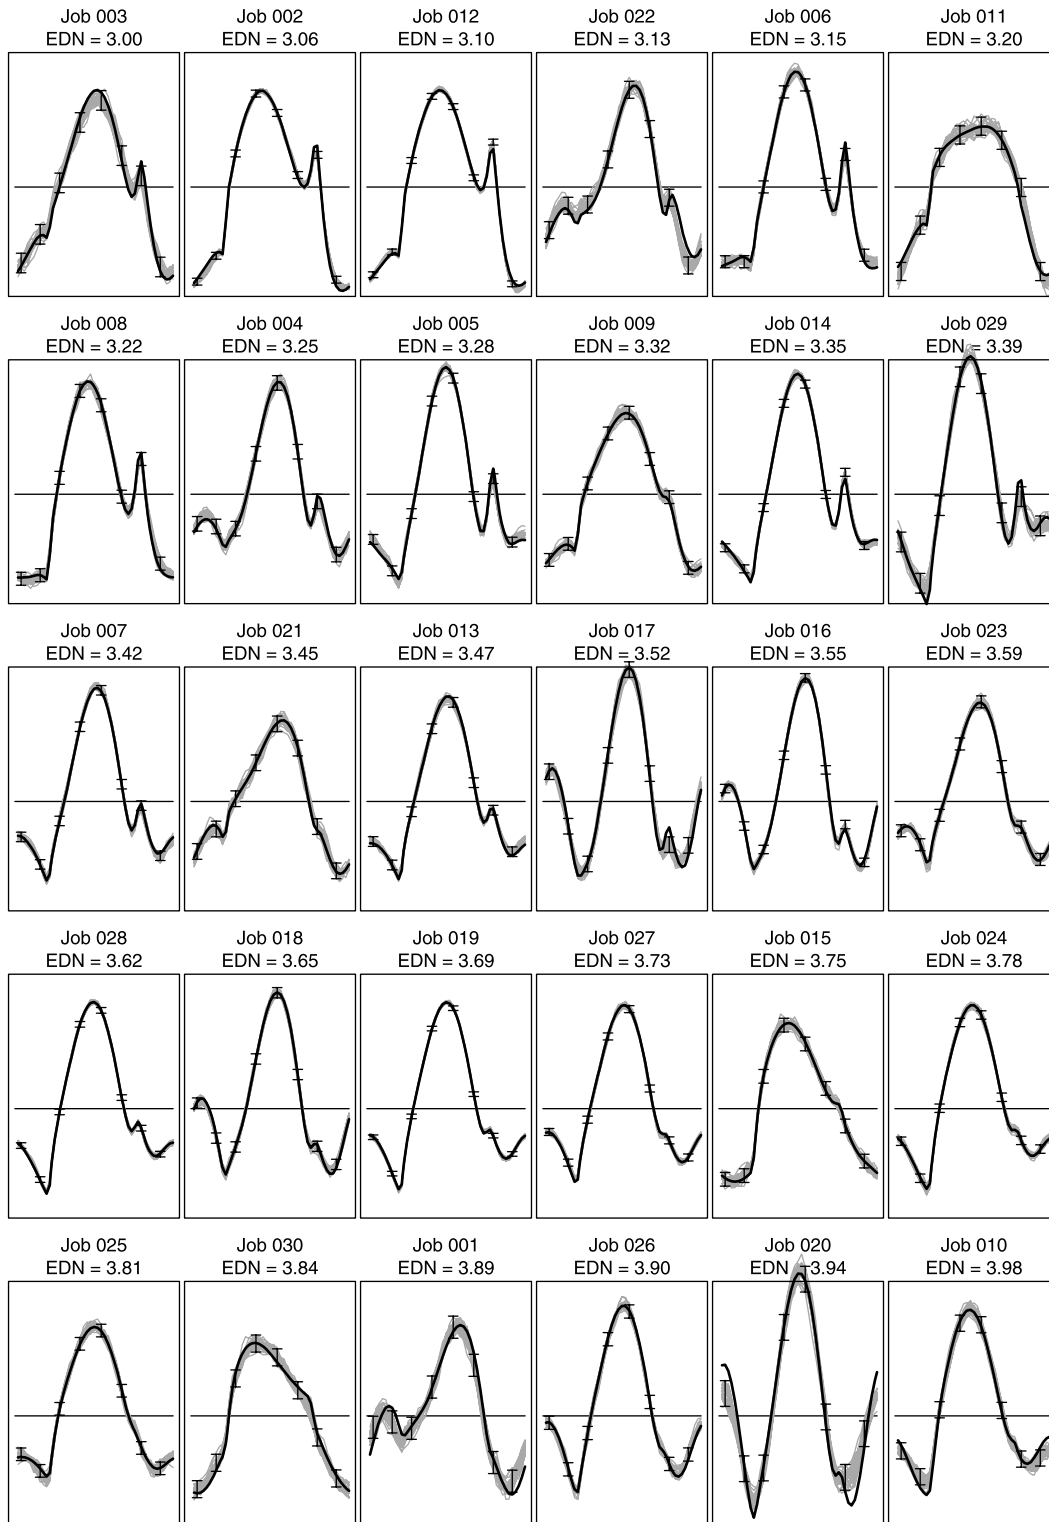 Job 003
EDN = 3.00
Job 002
EDN = 3.06
Job 012
EDN = 3.10
Job 022
EDN = 3.13
Job 006
EDN = 3.15
Job 011
EDN = 3.20
Job 008
EDN = 3.22
Job 004
EDN = 3.25
Job 005
EDN = 3.28
Job 009
EDN = 3.32
Job 014
EDN = 3.35
Job 029
EDN = 3.39
Job 007
EDN = 3.42
Job 021
EDN = 3.45
Job 013
EDN = 3.47
Job 017
EDN = 3.52
Job 016
EDN = 3.55
Job 023
EDN = 3.59
Job 028
EDN = 3.62
Job 018
EDN = 3.65
Job 019
EDN = 3.69
Job 027
EDN = 3.73
Job 015
EDN = 3.75
Job 024
EDN = 3.78
Job 025
EDN = 3.81
Job 030
EDN = 3.84
Job 001
EDN = 3.89
Job 026
EDN = 3.90
Job 020
EDN = 3.94
Job 010
EDN = 3.98